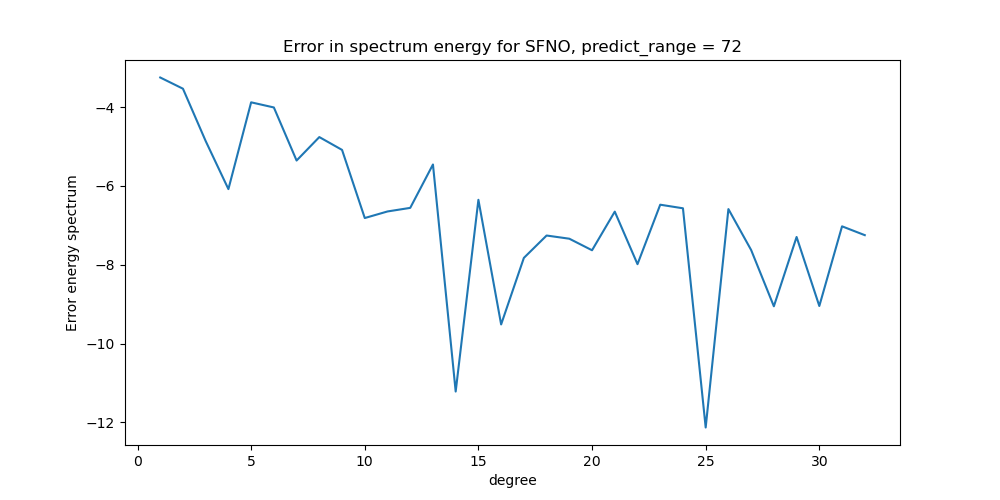 Error in spectrum energy for SFNO, predict_range = 72
Error energy spectrum
−4
−6
−8
−10
−12
0 5 10 15 20 25 30
degree